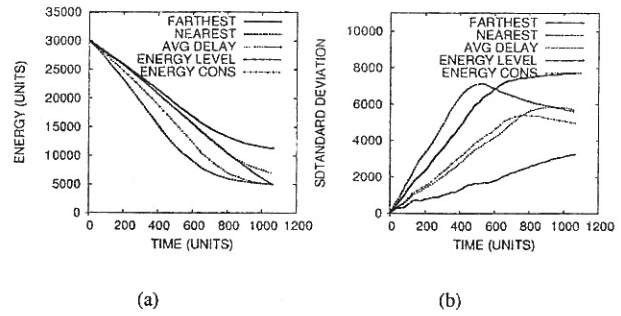 35000
30000
25000
20000
15000
10000
5000
0
ENERGY (UNITS)
FARTHEST
NEAREST
AVG DELAY
ENERGY LEVEL
ENERGY CONS
0 200 400 600 800 1000 1200
TIME (UNITS)
(a)
10000
8000
6000
4000
2000
0
SDTANDARD DEVIATION
FARTHEST
NEAREST
AVG DELAY
ENERGY LEVEL
ENERGY CONS
0 200 400 600 800 1000 1200
TIME (UNITS)
(b)